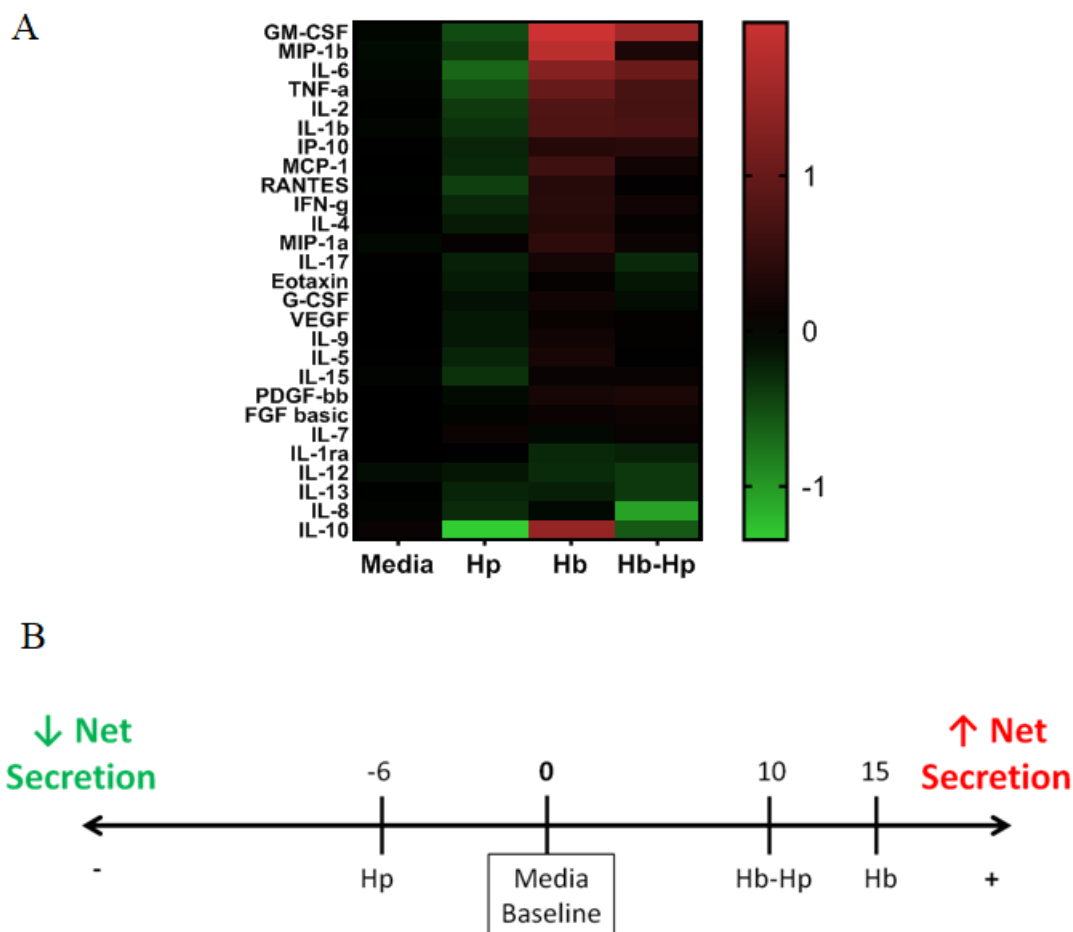 A
GM-CSF
MIP-1b
IL-6
TNF-a
IL-2
IL-1b
IP-10
MCP-1
RANTES
IFN-g
IL-4
MIP-1a
IL-17
Eotaxin
G-CSF
VEGF
IL-9
IL-5
IL-15
PDGF-bb
FGF basic
IL-7
IL-1ra
IL-12
IL-13
IL-8
IL-10
Media Hp Hb Hb-Hp
1
0
-1
B
↓ Net
Secretion
↑ Net
Secretion
-6 0 10 15
- Hp Media Hb-Hp Hb +
Baseline